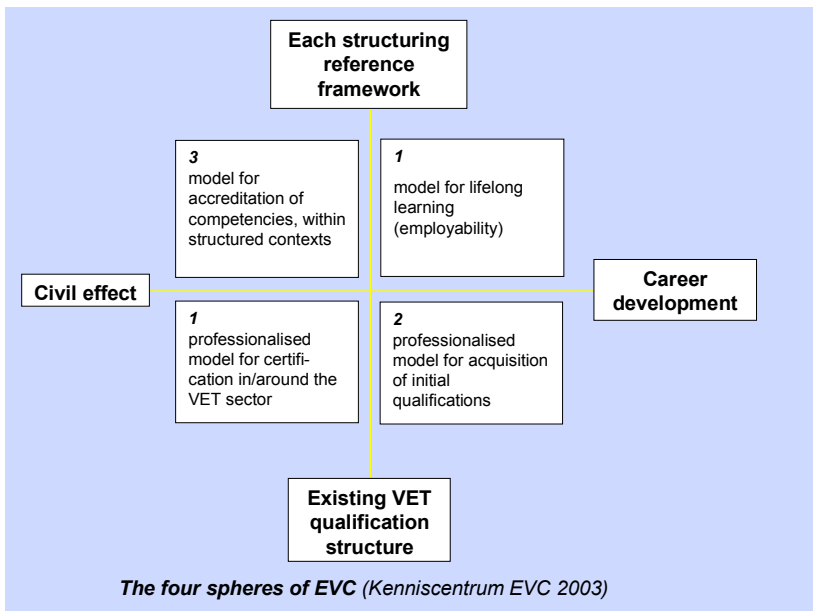 Each structuring
reference
framework
3
model for
accreditation of
competencies, within
structured contexts
1
model for lifelong
learning
(employability)
Civil effect
Career
development
1
professionalised
model for certifi-
cation in/around the
VET sector
2
professionalised
model for acquisition
of initial
qualifications
Existing VET
qualification
structure
The four spheres of EVC (Kenniscentrum EVC 2003)